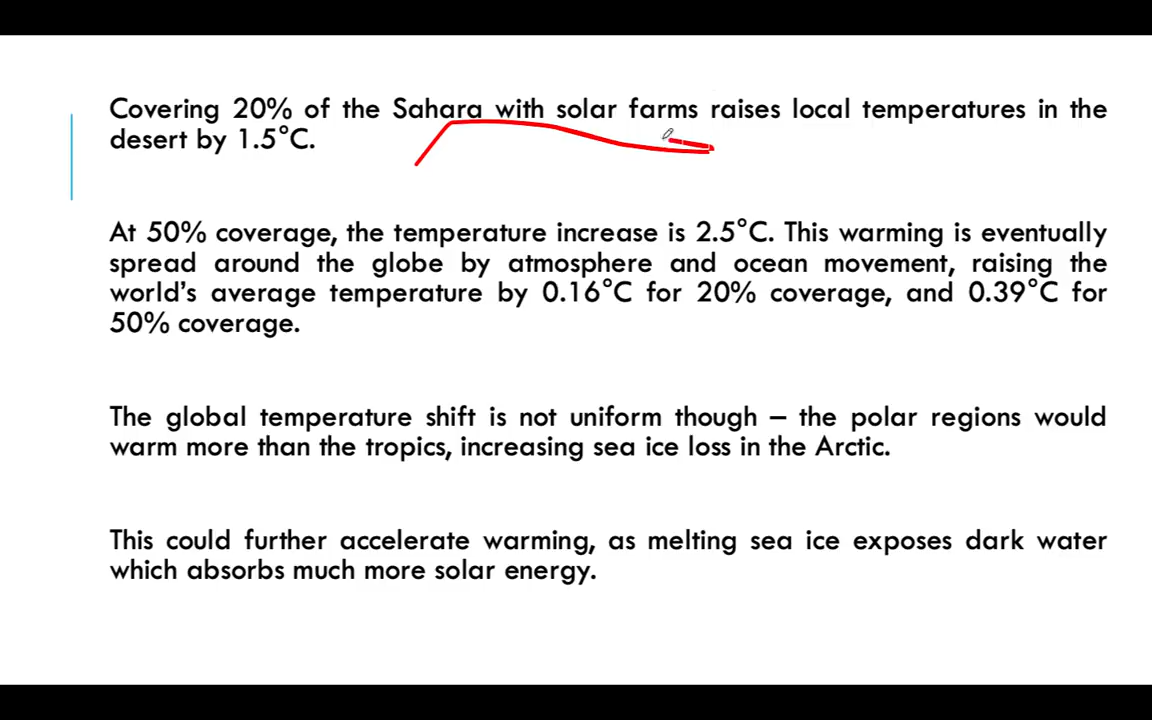 Covering 20% of the Sahara with solar farms raises local temperatures in the
desert by 1.5°C.
At 50% coverage, the temperature increase is 2.5°C. This warming is eventually
spread around the globe by atmosphere and ocean movement, raising the
world's average temperature by 0.16°C for 20% coverage, and 0.39°C for
50% coverage.
The global temperature shift is not uniform though – the polar regions would
warm more than the tropics, increasing sea ice loss in the Arctic.
This could further accelerate warming, as melting sea ice exposes dark water
which absorbs much more solar energy.